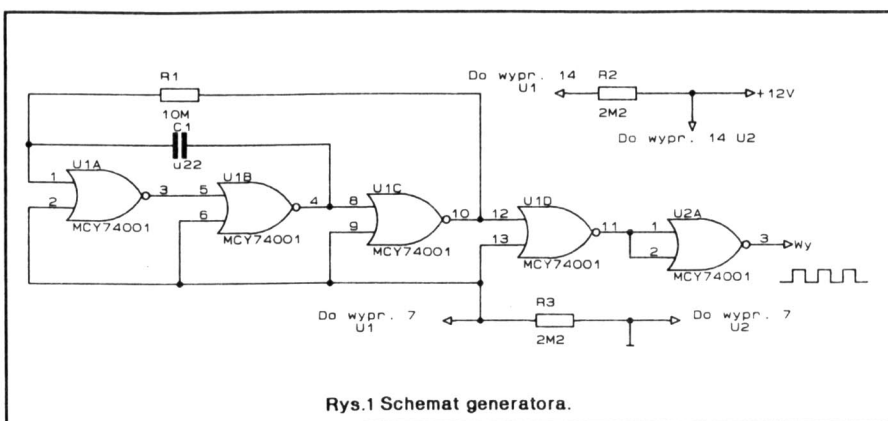 R1
10M
C1
u22
Do wypr. 14
U1
R2
2M2
+12V
Do wypr. 14 U2
U1A
1
2
3
MCY74001
U1B
5
6
4
MCY74001
U1C
8
9
10
MCY74001
U1D
12
13
11
MCY74001
U2A
1
2
3
MCY74001
Wy
Do wypr. 7
U1
R3
2M2
Do wypr. 7
U2
Rys.1 Schemat generatora.